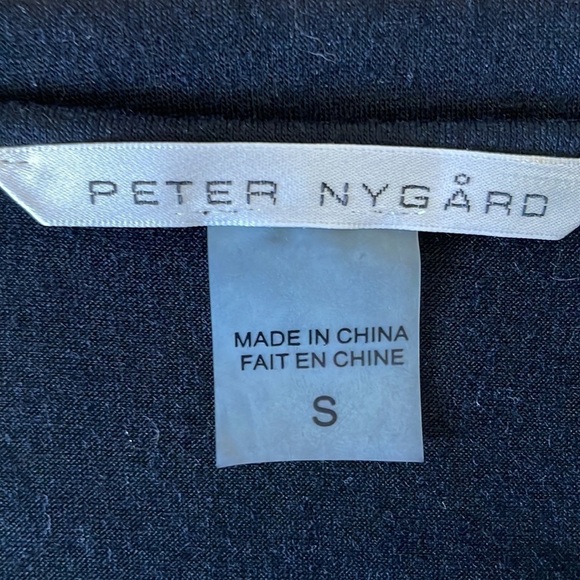 PETER NYGÅRD
MADE IN CHINA
FAIT EN CHINE
S